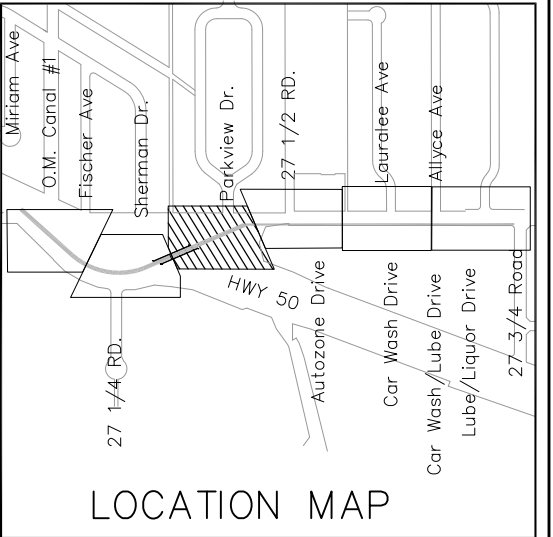 Miriam Ave
O.M. Canal #1
Fischer Ave
Sherman Dr.
Parkview Dr.
27 1/2 RD.
Lauralee Ave
Allyce Ave
HWY 50
27 1/4 RD.
Autozone Drive
Car Wash Drive
Car Wash/Lube Drive
Lube/Liquor Drive
27 3/4 Road
LOCATION MAP